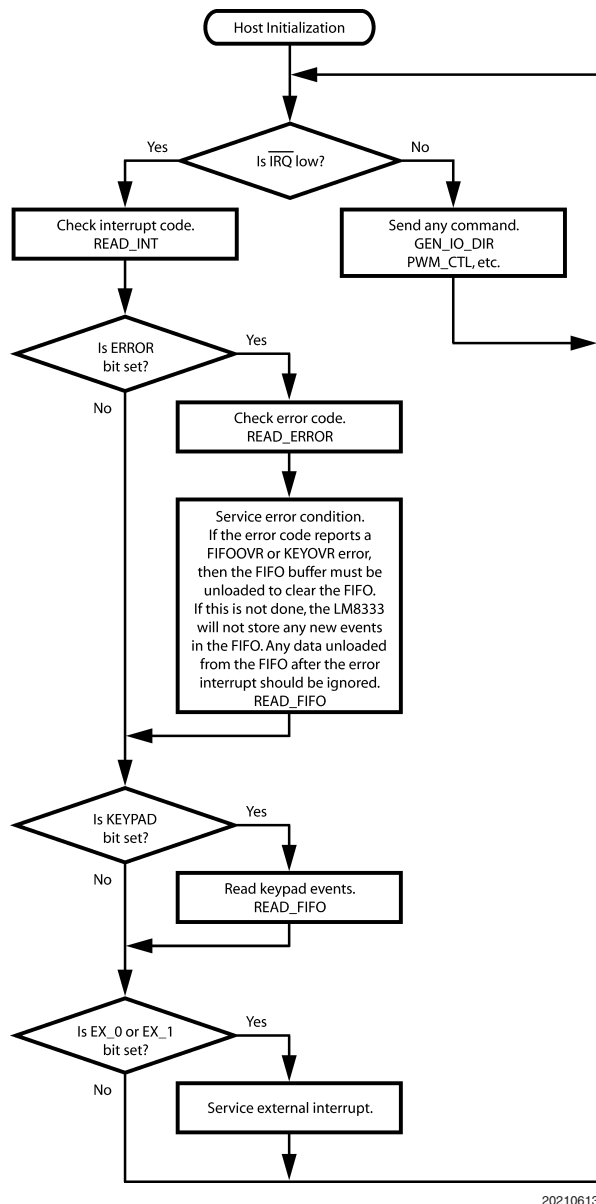 Host Initialization
Is IRQ low?
Yes
No
Check interrupt code.
READ_INT
Send any command.
GEN_IO_DIR
PWM_CTL, etc.
Is ERROR
bit set?
Yes
No
Check error code.
READ_ERROR
Service error condition.
If the error code reports a
FIFOOVR or KEYOVR error,
then the FIFO buffer must be
unloaded to clear the FIFO.
If this is not done, the LM8333
will not store any new events
in the FIFO. Any data unloaded
from the FIFO after the error
interrupt should be ignored.
READ_FIFO
Is KEYPAD
bit set?
Yes
No
Read keypad events.
READ_FIFO
Is EX_0 or EX_1
bit set?
Yes
No
Service external interrupt.
20210613